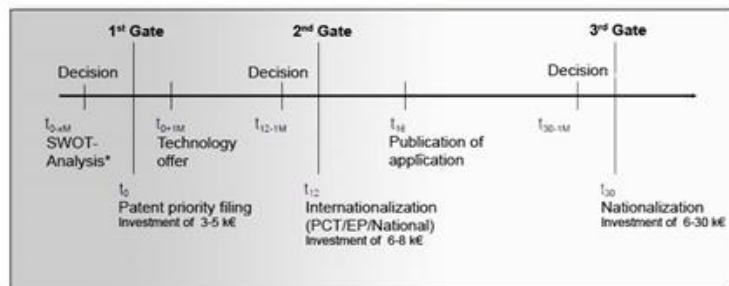 1st Gate
2nd Gate
3rd Gate
Decision
Decision
Decision
t0-xM
t0+1M
t12-1M
t18
t30-1M
SWOT-
Analysis*
Technology
offer
Publication of
application
t0
t12
t30
Patent priority filing
Investment of 3-5 k€
Internationalization
(PCT/EP/National)
Investment of 6-8 k€
Nationalization
Investment of 6-30 k€